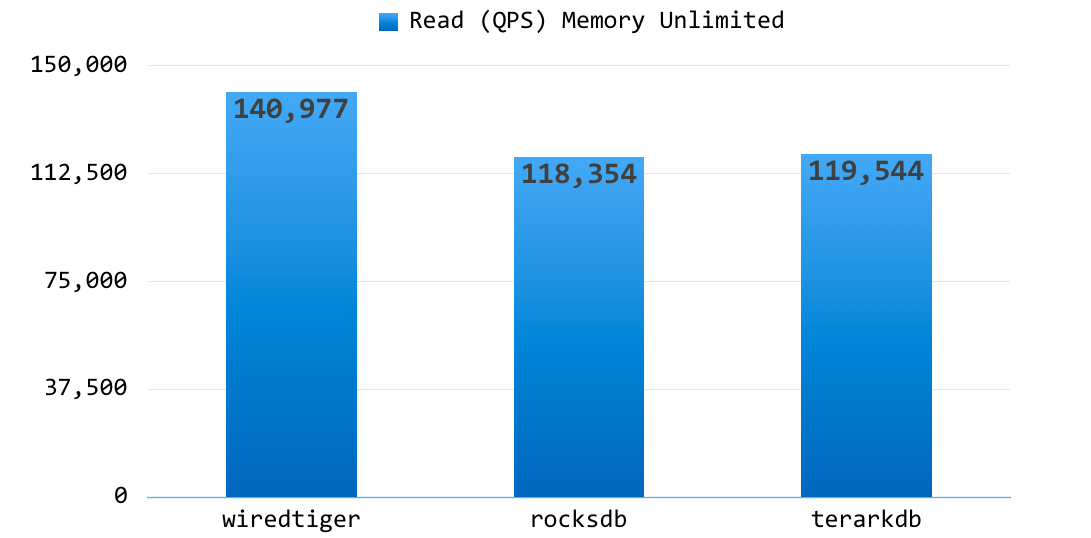 Read (QPS) Memory Unlimited
150,000
112,500
75,000
37,500
0
140,977
118,354
119,544
wiredtiger
rocksdb
terarkdb